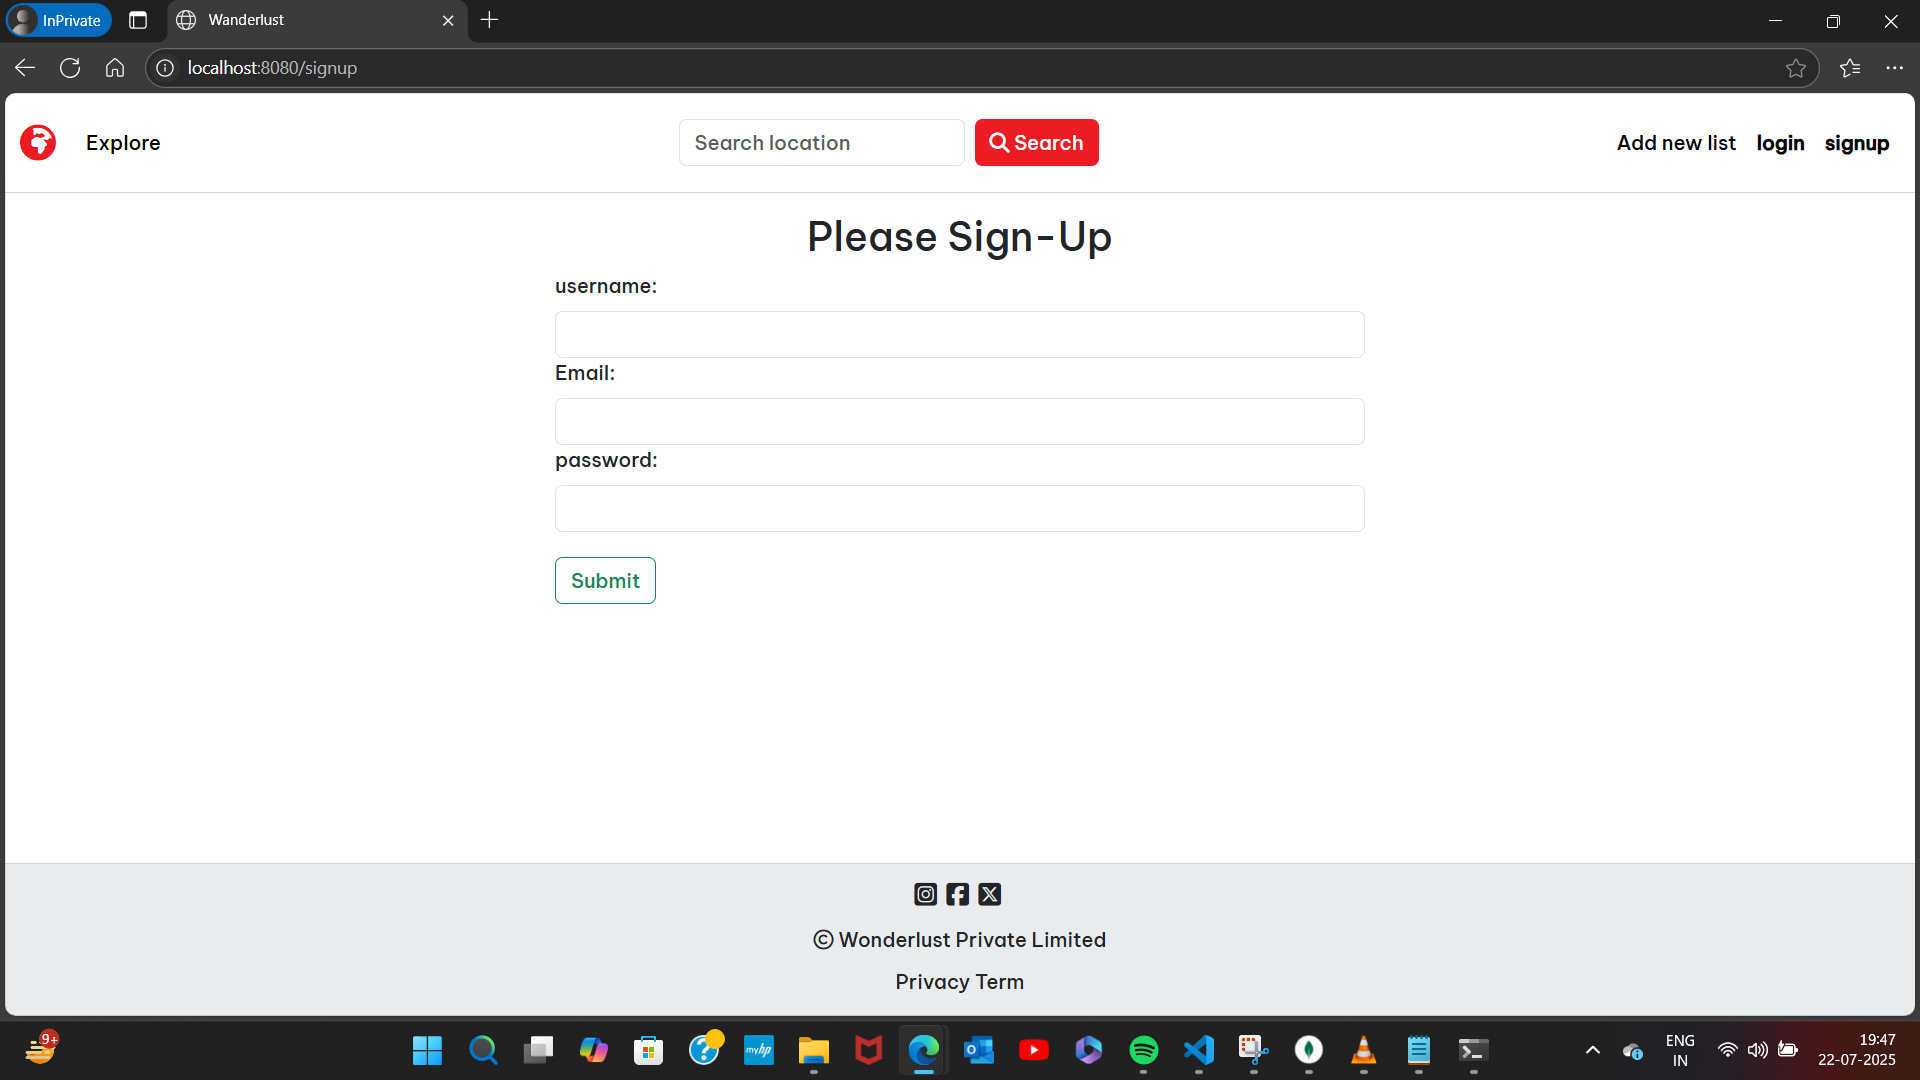 InPrivate
Wanderlust
localhost:8080/signup
Explore
Search location
Search
Add new list
login
signup
Please Sign-Up
username:
Email:
password:
Submit
© Wonderlust Private Limited
Privacy Term
9+
myhp
ENG
IN
19:47
22-07-2025